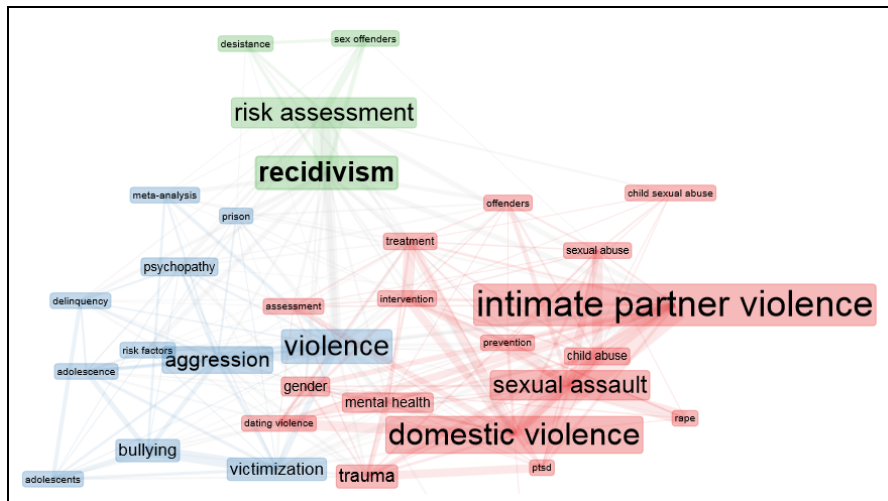 desistance
sex offenders
risk assessment
recidivism
meta-analysis
child sexual abuse
offenders
prison
treatment
sexual abuse
psychopathy
delinquency
assessment
intervention
intimate partner violence
violence
prevention
risk factors
aggression
child abuse
adolescence
gender
sexual assault
mental health
dating violence
rape
domestic violence
bullying
victimization
trauma
ptsd
adolescents